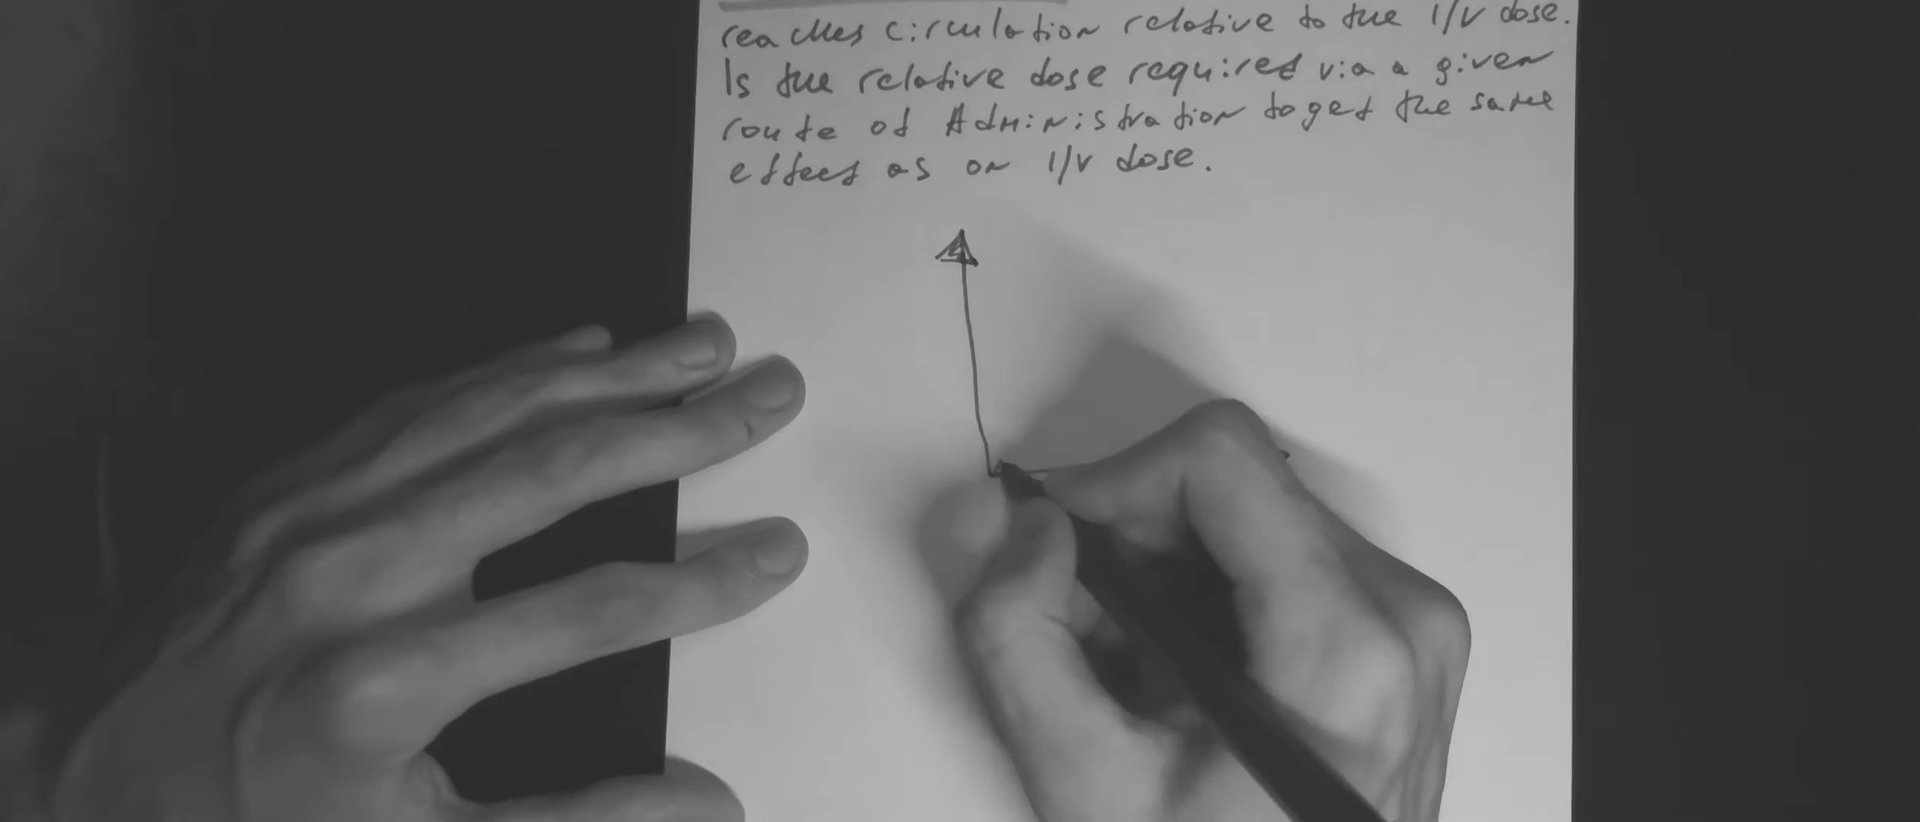 reaches circulation relative to the I/V dose.
Is the relative dose required via a given
route of Administration to get the same
effect as an I/V dose.